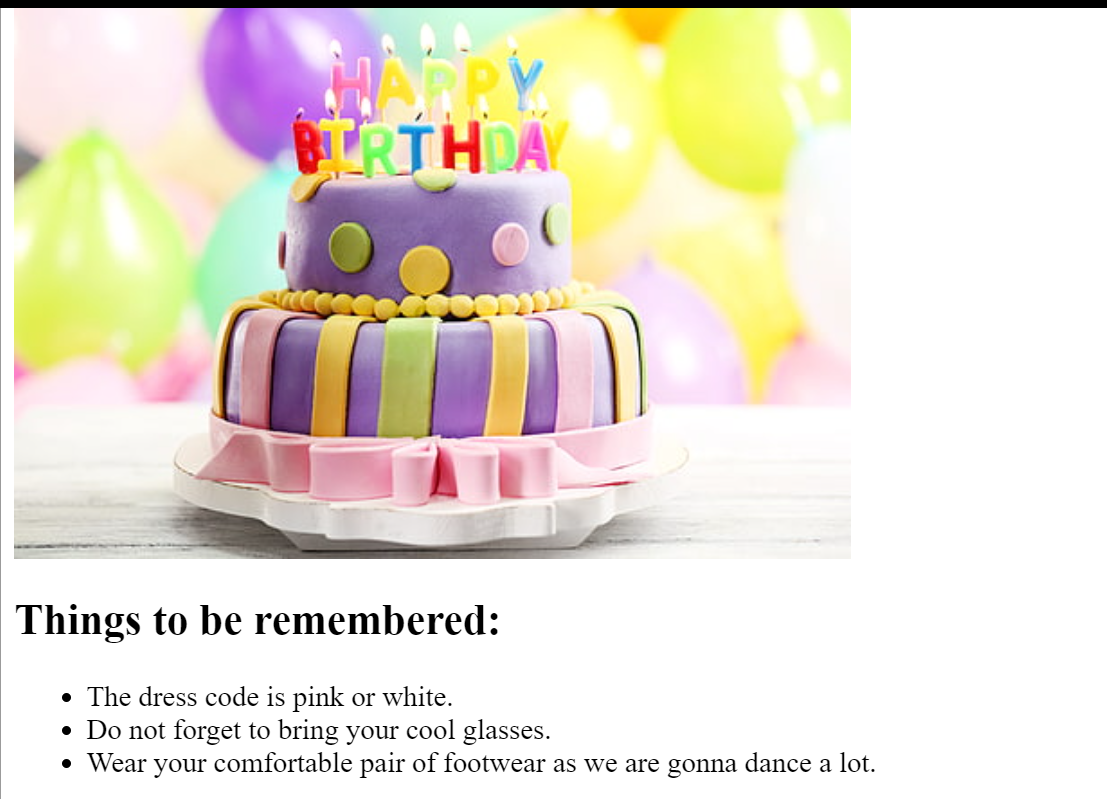 HAPPY
BIRTHDAY
Things to be remembered:
The dress code is pink or white.
Do not forget to bring your cool glasses.
Wear your comfortable pair of footwear as we are gonna dance a lot.